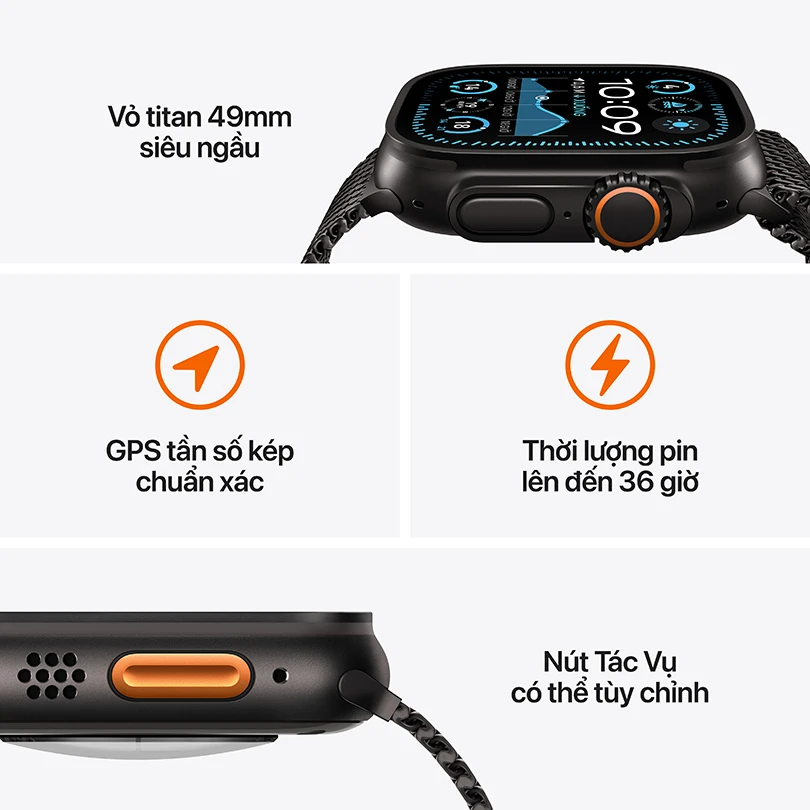 Vỏ titan 49mm
siêu ngầu
10:09
GPS tần số kép
chuẩn xác
Thời lượng pin
lên đến 36 giờ
Nút Tác Vụ
có thể tùy chỉnh